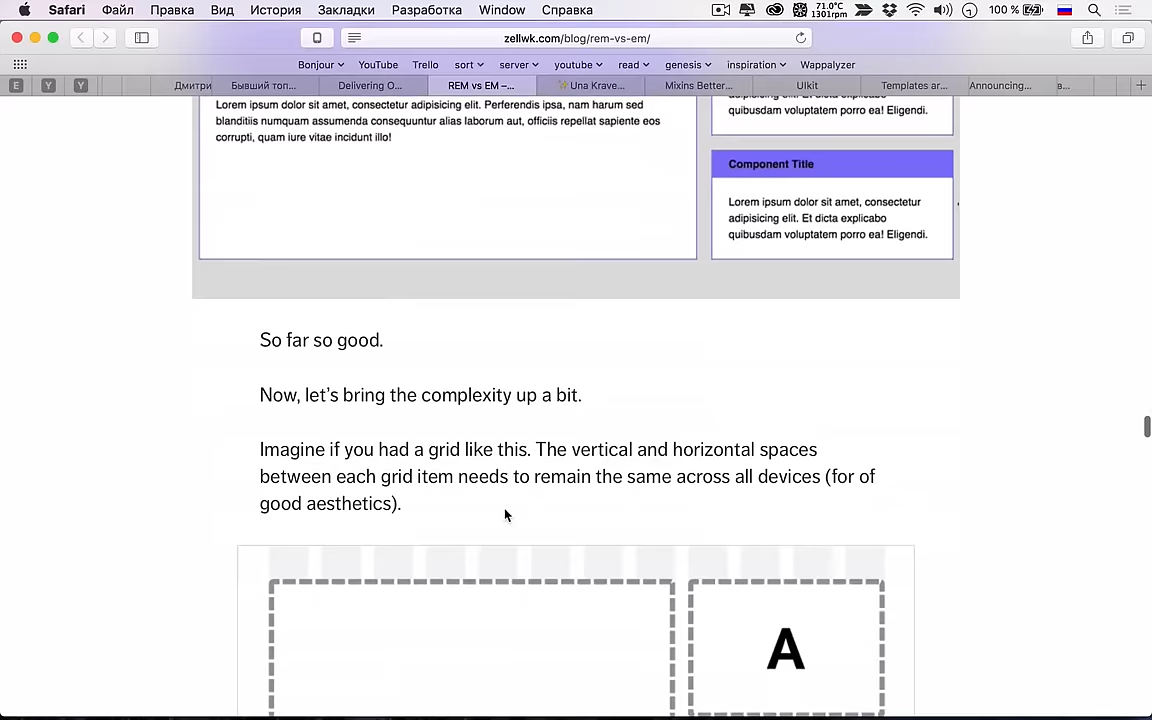 Safari Файл Правка Вид История Закладки Разработка Window Справка 71.0°C 1301rpm 100 %
zellwk.com/blog/rem-vs-em/
Bonjour YouTube Trello sort server youtube read genesis inspiration Wappalyzer
E Y Y Дмитри Бывший топ... Delivering O... REM vs EM –... Una Krave... Mixins Better... UIkit Templates ar... Announcing... в...
Lorem ipsum dolor sit amet, consectetur adipisicing elit. Perferendis ipsa, nam harum sed
blanditiis numquam assumenda consequuntur alias laborum aut, officiis repellat sapiente eos
corrupti, quam iure vitae incidunt illo!
adipisicing elit. Et dicta explicabo
quibusdam voluptatem porro ea! Eligendi.
Component Title
Lorem ipsum dolor sit amet, consectetur
adipisicing elit. Et dicta explicabo
quibusdam voluptatem porro ea! Eligendi.
So far so good.
Now, let’s bring the complexity up a bit.
Imagine if you had a grid like this. The vertical and horizontal spaces
between each grid item needs to remain the same across all devices (for of
good aesthetics).
A